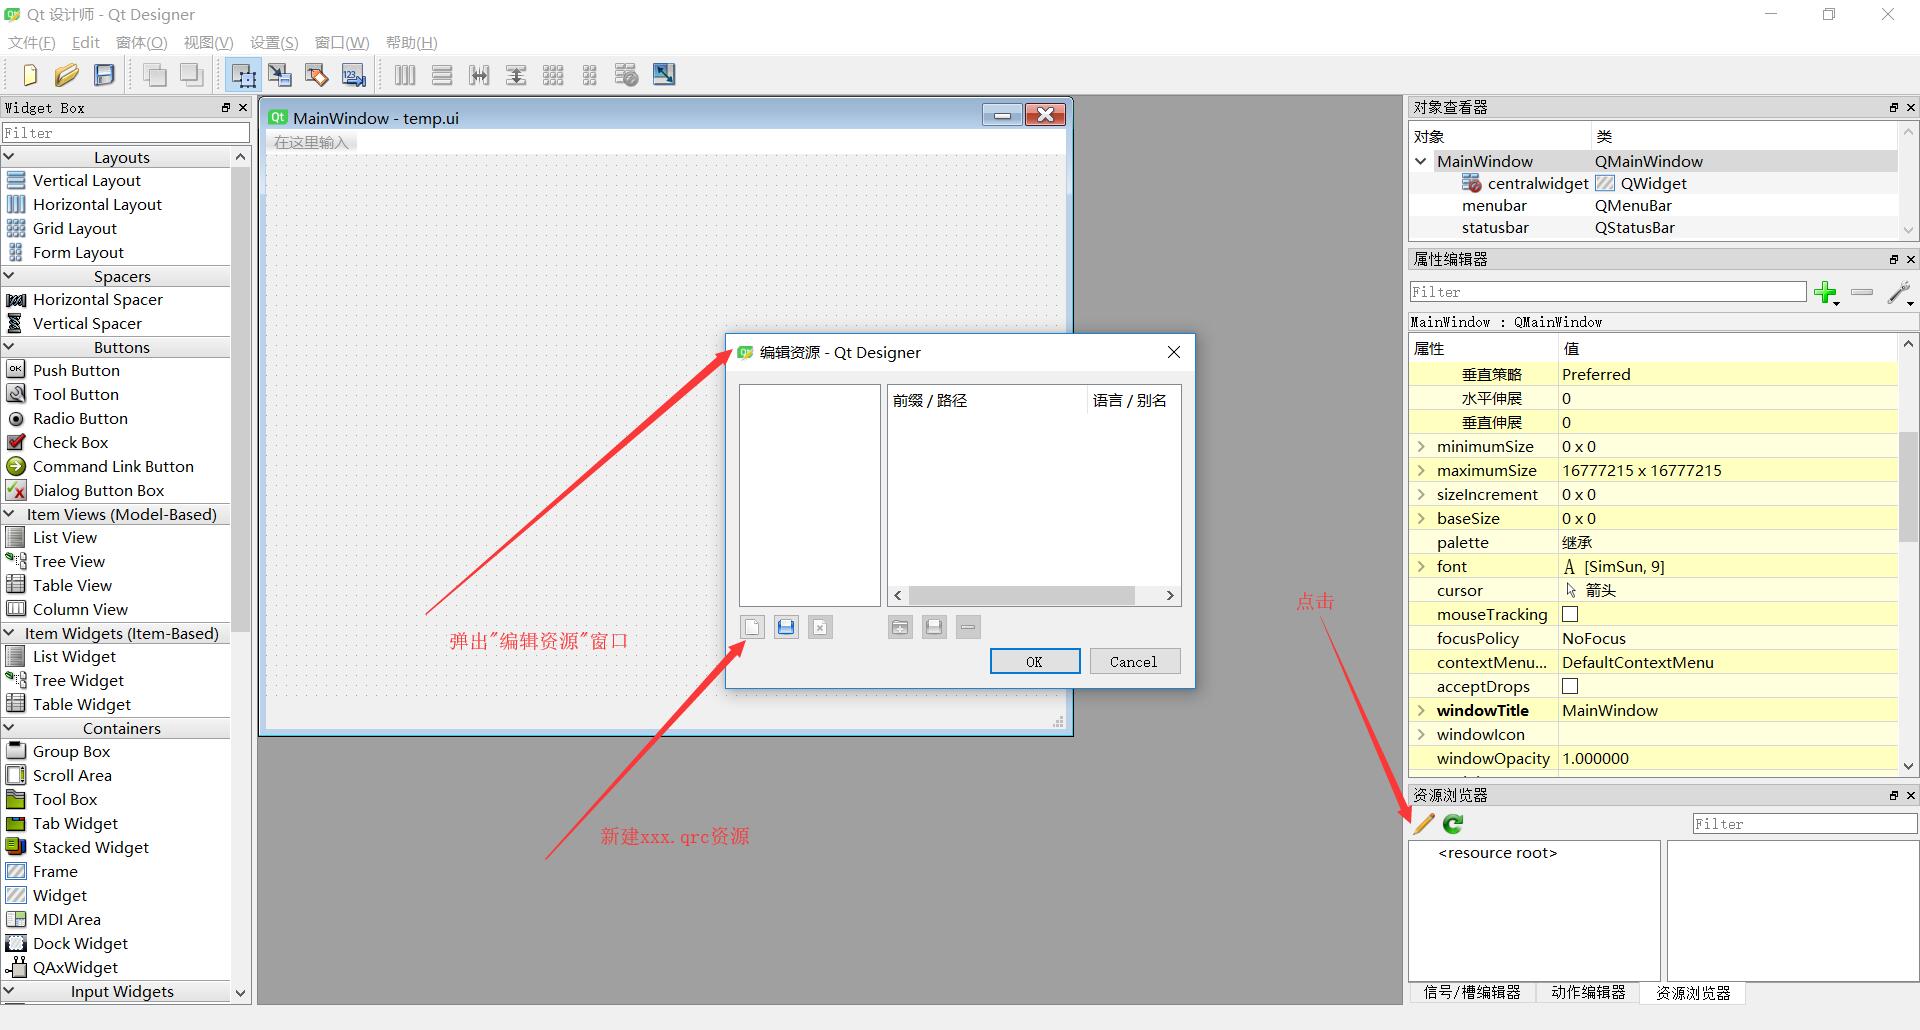 Qt 设计师 - Qt Designer
文件(F) Edit 窗体(O) 视图(V) 设置(S) 窗口(W) 帮助(H)
Widget Box
Filter
Layouts
Vertical Layout
Horizontal Layout
Grid Layout
Form Layout
Spacers
Horizontal Spacer
Vertical Spacer
Buttons
Push Button
Tool Button
Radio Button
Check Box
Command Link Button
Dialog Button Box
Item Views (Model-Based)
List View
Tree View
Table View
Column View
Item Widgets (Item-Based)
List Widget
Tree Widget
Table Widget
Containers
Group Box
Scroll Area
Tool Box
Tab Widget
Stacked Widget
Frame
Widget
MDI Area
Dock Widget
QAxWidget
Input Widgets
MainWindow - temp.ui
在这里输入
编辑资源 - Qt Designer
前缀 / 路径 语言 / 别名
OK Cancel
弹出"编辑资源"窗口
新建xxx.qrc资源
点击
对象查看器
对象 类
MainWindow QMainWindow
centralwidget QWidget
menubar QMenuBar
statusbar QStatusBar
属性编辑器
Filter
MainWindow : QMainWindow
属性 值
垂直策略 Preferred
水平伸展 0
垂直伸展 0
minimumSize 0 x 0
maximumSize 16777215 x 16777215
sizeIncrement 0 x 0
baseSize 0 x 0
palette 继承
font A [SimSun, 9]
cursor 箭头
mouseTracking
focusPolicy NoFocus
contextMenu... DefaultContextMenu
acceptDrops
windowTitle MainWindow
windowIcon
windowOpacity 1.000000
资源浏览器
Filter
<resource root>
信号/槽编辑器 动作编辑器 资源浏览器